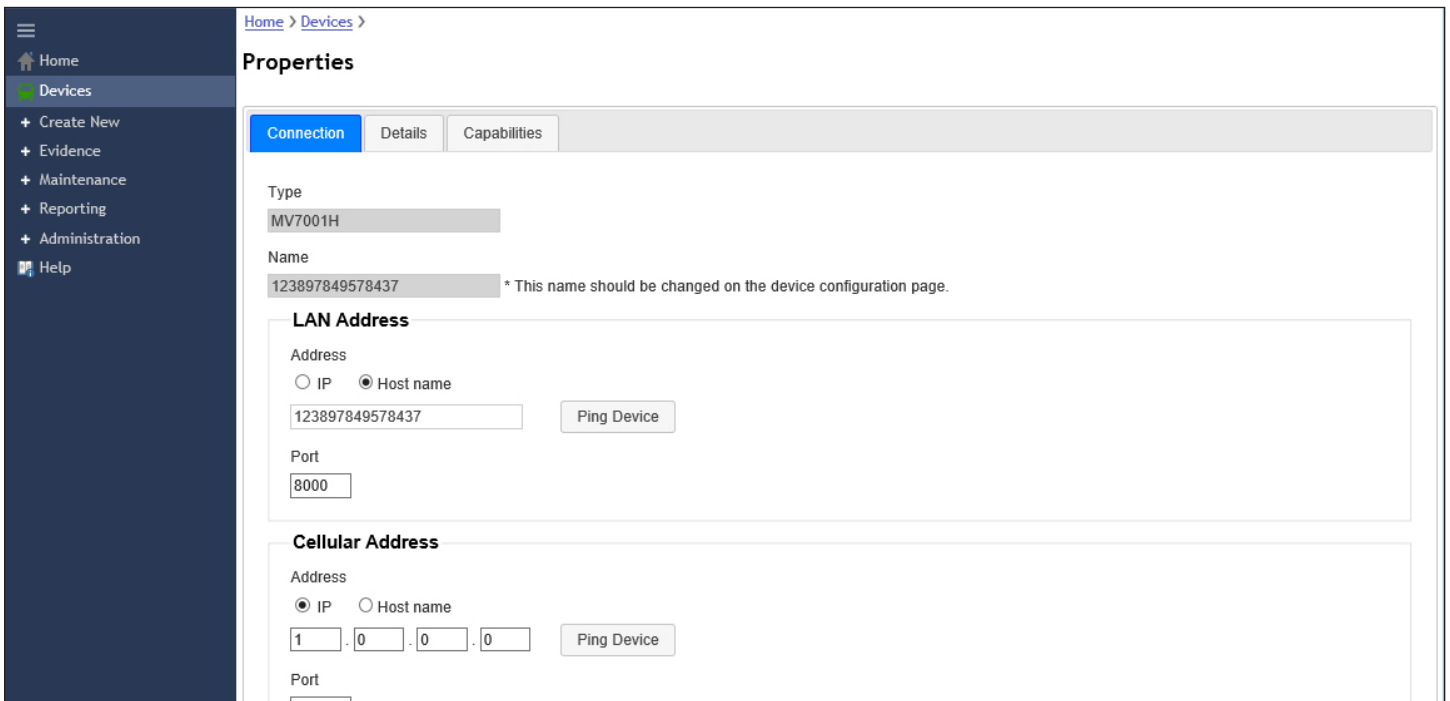 Home > Devices >
Home
Devices
+ Create New
+ Evidence
+ Maintenance
+ Reporting
+ Administration
Help
Properties
Connection Details Capabilities
Type
MV7001H
Name
123897849578437 * This name should be changed on the device configuration page.
LAN Address
Address
IP Host name
123897849578437 Ping Device
Port
8000
Cellular Address
Address
IP Host name
1 . 0 . 0 . 0 Ping Device
Port